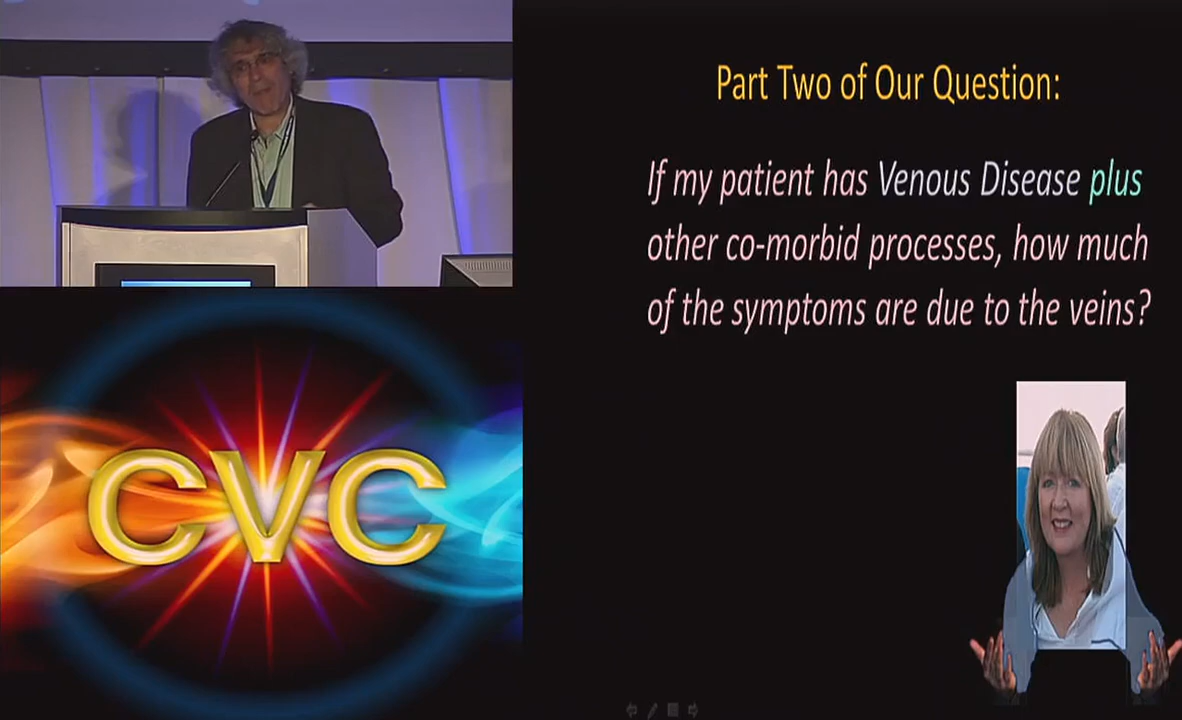 Part Two of Our Question:
If my patient has Venous Disease plus
other co-morbid processes, how much
of the symptoms are due to the veins?
CVC